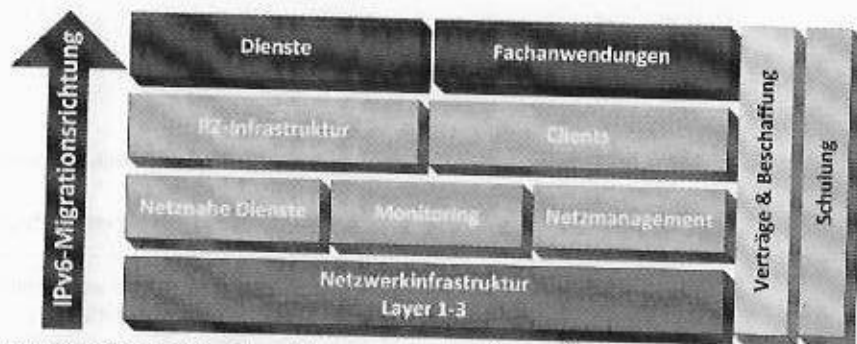 IPv6-Migrationsrichtung
Dienste
Fachanwendungen
RZ-Infrastruktur
Clients
Netznahe Dienste
Monitoring
Netzmanagement
Netzwerkinfrastruktur
Layer 1-3
Verträge & Beschaffung
Schulung